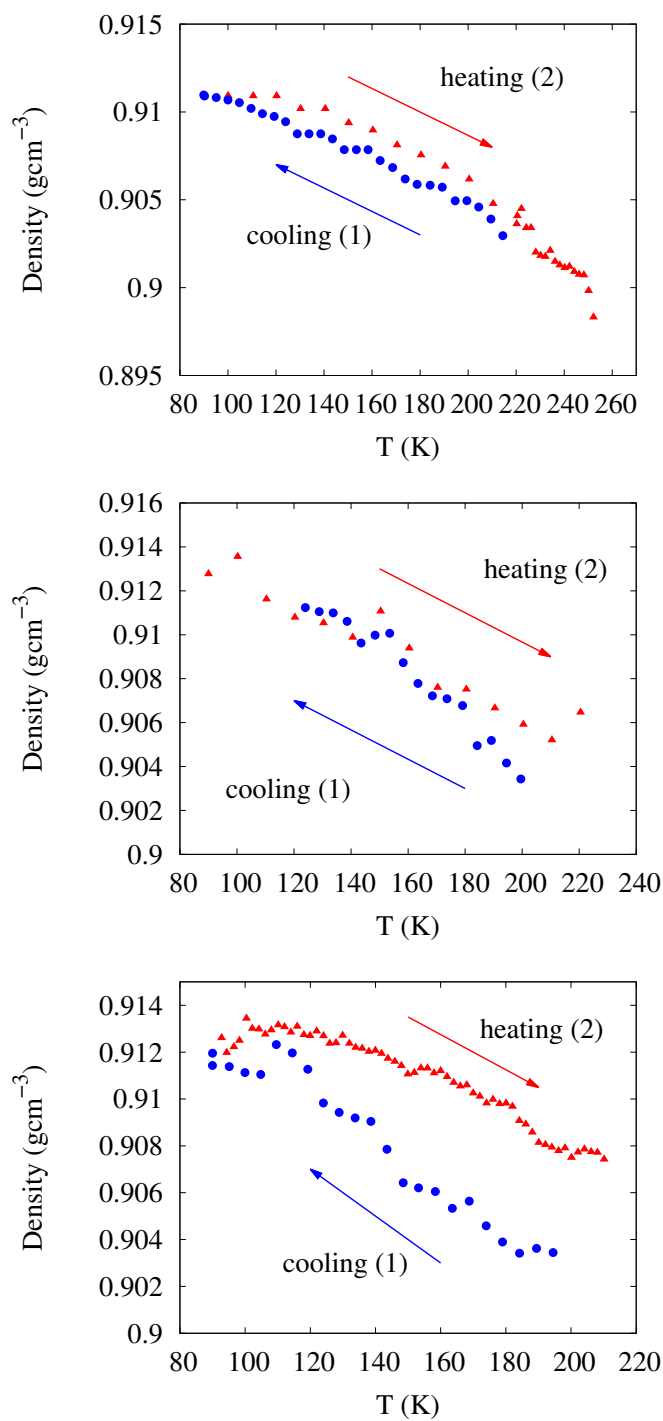 0.915
heating (2)
0.91
Density (gcm⁻³)
0.905
cooling (1)
0.9
0.895
80 100 120 140 160 180 200 220 240 260
T (K)
0.916
0.914
heating (2)
0.912
0.91
Density (gcm⁻³)
0.908
0.906
0.904
cooling (1)
0.902
0.9
80 100 120 140 160 180 200 220 240
T (K)
0.914
heating (2)
0.912
0.91
Density (gcm⁻³)
0.908
0.906
0.904
cooling (1)
0.902
0.9
80 100 120 140 160 180 200 220
T (K)